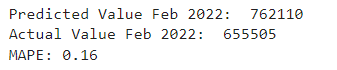 Predicted Value Feb 2022:  762110
Actual Value Feb 2022:  655505
MAPE: 0.16